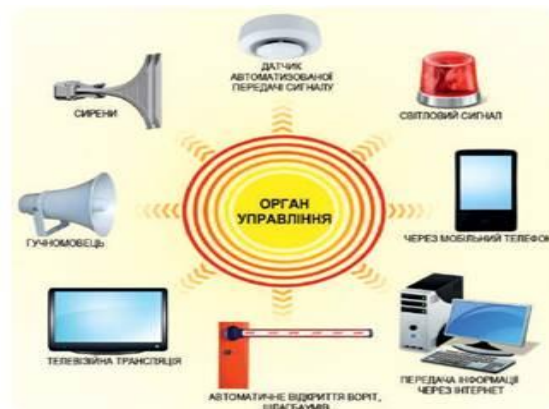 ДАТЧИК
АВТОМАТИЗОВАНОЇ
ПЕРЕДАЧІ СИГНАЛУ
СИРЕНИ
СВІТЛОВИЙ СИГНАЛ
ОРГАН
УПРАВЛІННЯ
ГУЧНОМОВЕЦЬ
ЧЕРЕЗ МОБІЛЬНИЙ ТЕЛЕФОН
ТЕЛЕВІЗІЙНА ТРАНСЛЯЦІЯ
ПЕРЕДАЧА ІНФОРМАЦІЇ
ЧЕРЕЗ ІНТЕРНЕТ
АВТОМАТИЧНЕ ВІДКРИТТЯ ВОРІТ,
ШЛАГБАУМІВ